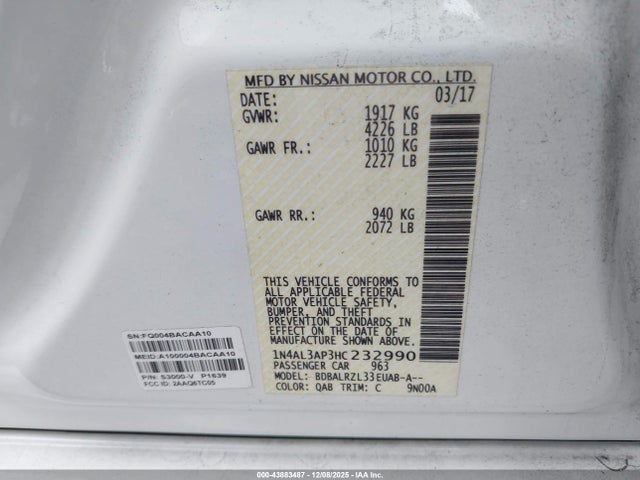 MFD BY NISSAN MOTOR CO., LTD.
DATE: 03/17
GVWR: 1917 KG
4226 LB
GAWR FR.: 1010 KG
2227 LB
GAWR RR.: 940 KG
2072 LB
THIS VEHICLE CONFORMS TO
ALL APPLICABLE FEDERAL
MOTOR VEHICLE SAFETY,
BUMPER, AND THEFT
PREVENTION STANDARDS IN
EFFECT ON THE DATE OF
MANUFACTURE SHOWN ABOVE.
1N4AL3AP3HC232990
PASSENGER CAR 963
MODEL: BDBALRZL33EUAB-A--
COLOR: QAB TRIM: C 9N00A
SN:FQ004BACAA10
MEID:A100004BACAA10
P/N: S3000-V P1639
FCC ID: 2AAQ6TC05
000-43883487 - 12/08/2025 - IAAI.COM